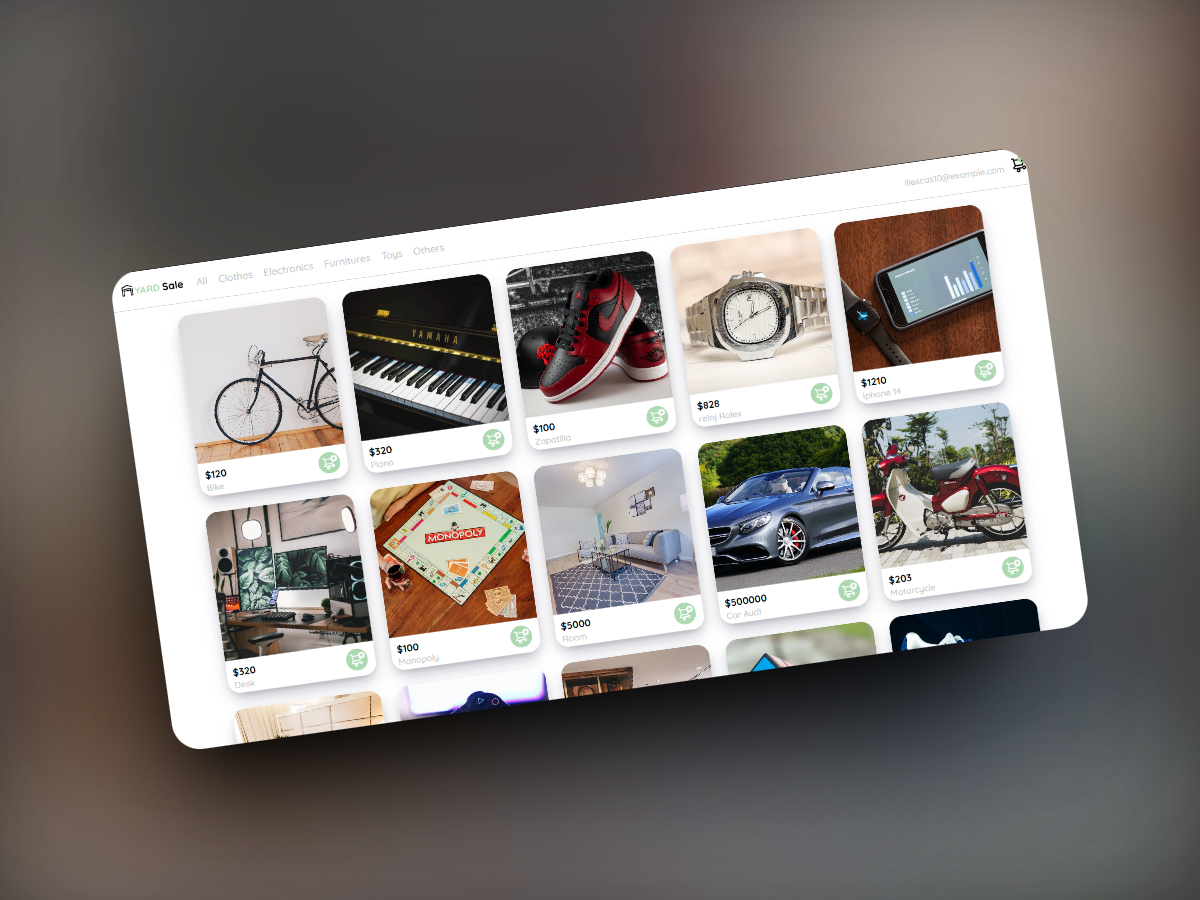 YARD Sale
All Clothes Electronics Furnitures Toys Others
Illescas10@example.com
YAMAHA
$120
Bike
$320
Piano
$100
Zapatilla
$828
reloj Rolex
$1210
Iphone 14
MONOPOLY
$320
Desk
$100
Monopoly
$5000
Room
$500000
Car Audi
$203
Motorcycle